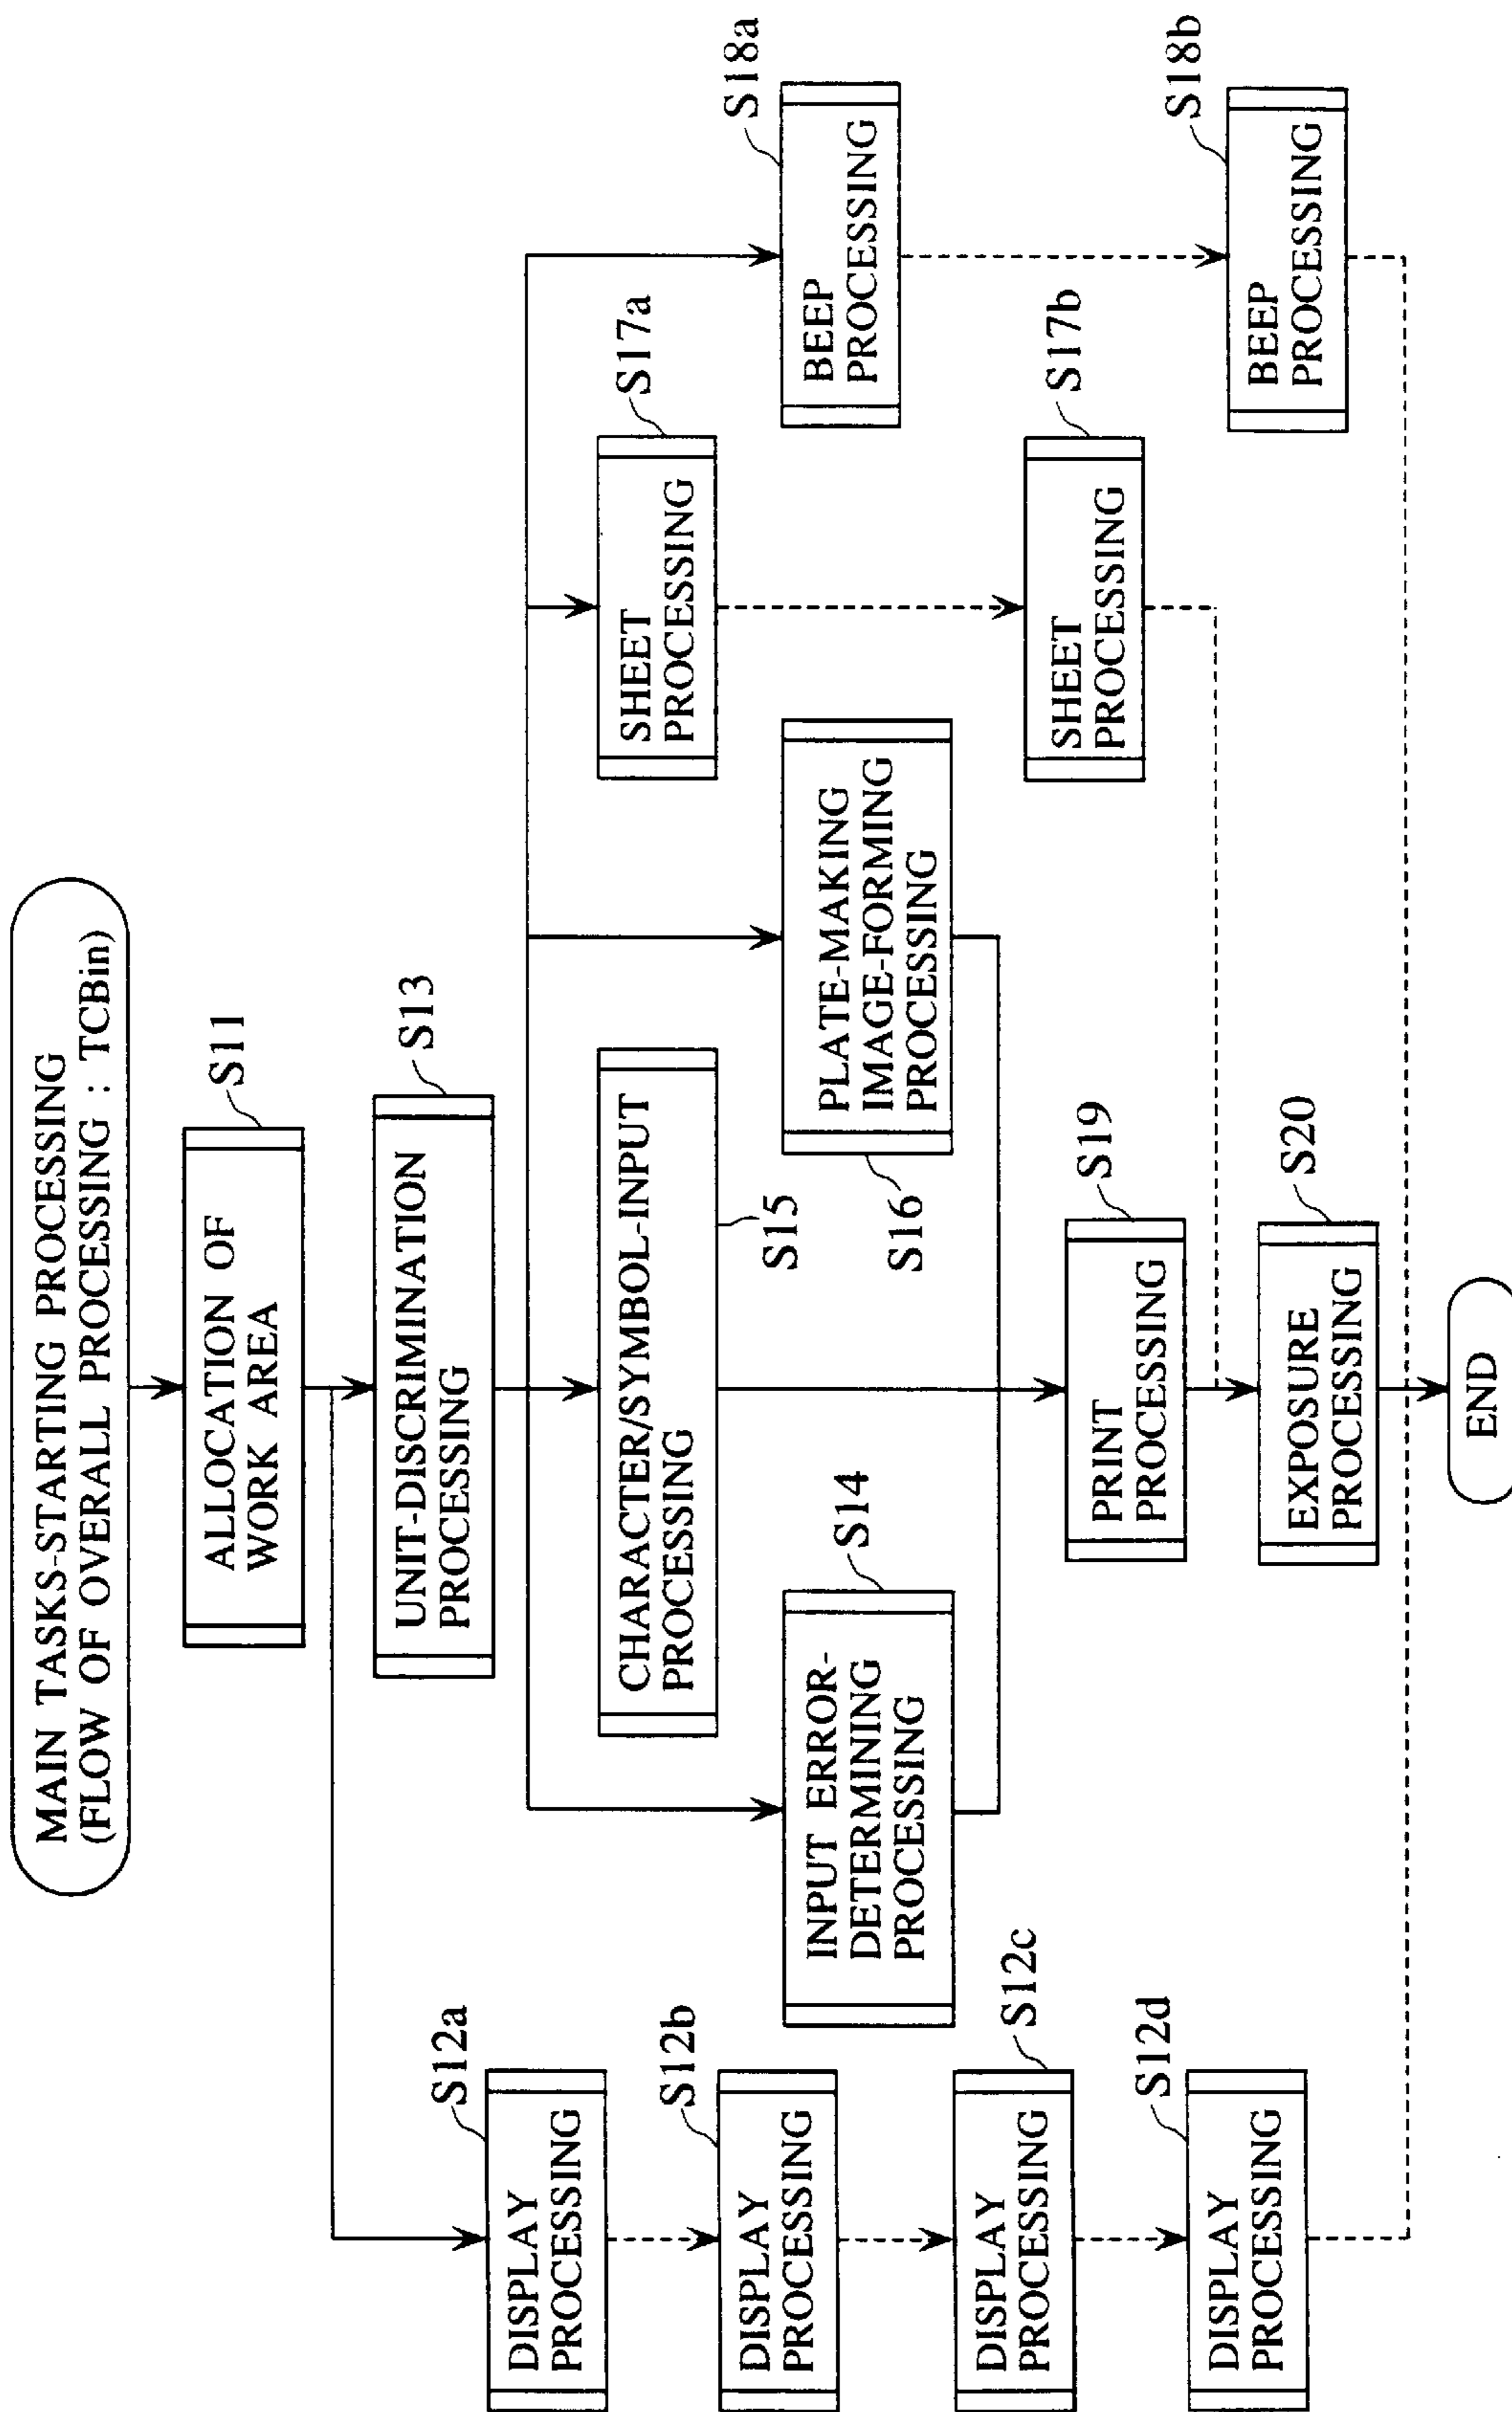 MAIN TASKS-STARTING PROCESSING
(FLOW OF OVERALL PROCESSING : TCBin)
S11
ALLOCATION OF
WORK AREA
S13
UNIT-DISCRIMINATION
PROCESSING
S12a
DISPLAY
PROCESSING
S12b
DISPLAY
PROCESSING
S12c
DISPLAY
PROCESSING
S12d
DISPLAY
PROCESSING
S14
INPUT ERROR-
DETERMINING
PROCESSING
CHARACTER/SYMBOL-INPUT
PROCESSING
S15
PLATE-MAKING
IMAGE-FORMING
PROCESSING
S16
S17a
SHEET
PROCESSING
S17b
SHEET
PROCESSING
S18a
BEEP
PROCESSING
S18b
BEEP
PROCESSING
S19
PRINT
PROCESSING
S20
EXPOSURE
PROCESSING
END